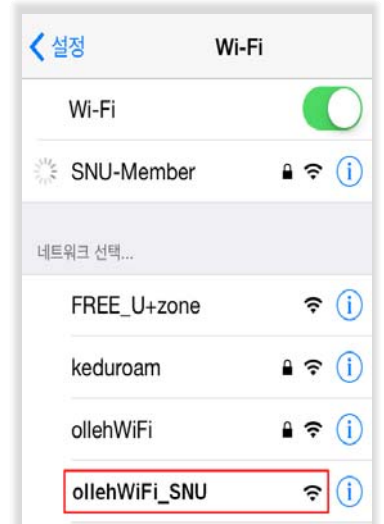 설정 Wi-Fi
Wi-Fi
SNU-Member
네트워크 선택...
FREE_U+zone
keduroam
ollehWiFi
ollehWiFi_SNU